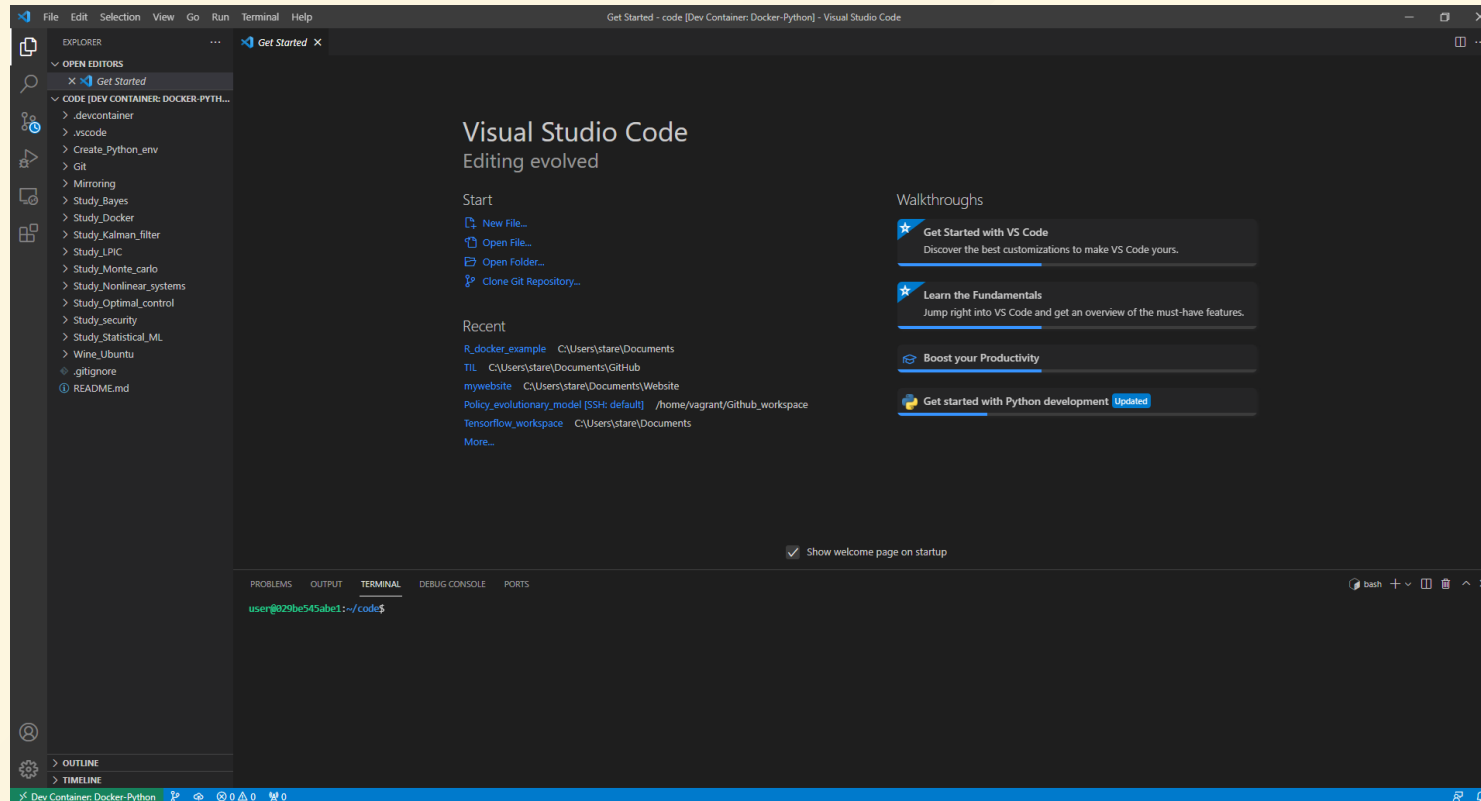 File Edit Selection View Go Run Terminal Help
Get Started - code [Dev Container: Docker-Python] - Visual Studio Code
EXPLORER
Get Started
OPEN EDITORS
Get Started
CODE [DEV CONTAINER: DOCKER-PYTH...
.devcontainer
.vscode
Create_Python_env
Git
Mirroring
Study_Bayes
Study_Docker
Study_Kalman_filter
Study_LPIC
Study_Monte_carlo
Study_Nonlinear_systems
Study_Optimal_control
Study_security
Study_Statistical_ML
Wine_Ubuntu
.gitignore
README.md
OUTLINE
TIMELINE
Visual Studio Code
Editing evolved
Start
New File...
Open File...
Open Folder...
Clone Git Repository...
Recent
R_docker_example C:\Users\stare\Documents
TIL C:\Users\stare\Documents\GitHub
mywebsite C:\Users\stare\Documents\Website
Policy_evolutionary_model [SSH: default] /home/vagrant/Github_workspace
Tensorflow_workspace C:\Users\stare\Documents
More...
Walkthroughs
Get Started with VS Code
Discover the best customizations to make VS Code yours.
Learn the Fundamentals
Jump right into VS Code and get an overview of the must-have features.
Boost your Productivity
Get started with Python development Updated
Show welcome page on startup
PROBLEMS OUTPUT TERMINAL DEBUG CONSOLE PORTS
bash
user@029be545abe1:~/code$
Dev Container: Docker-Python 0 0 0